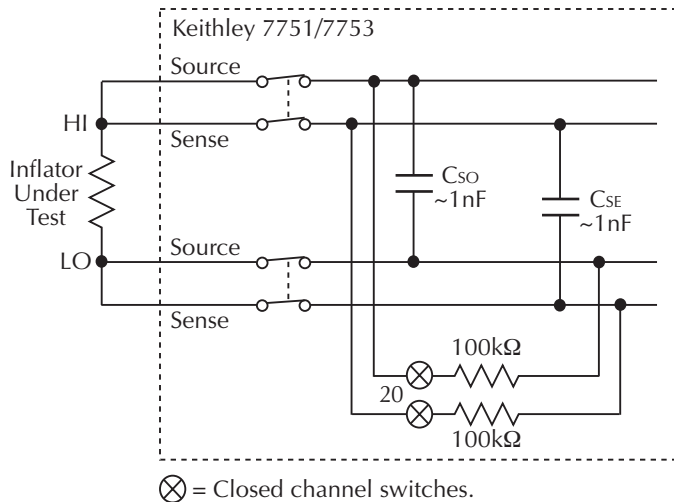 Keithley 7751/7753
Source
HI
Sense
Inflator
Under
Test
CSO
~1nF
CSE
~1nF
Source
LO
Sense
100kΩ
20
100kΩ
= Closed channel switches.